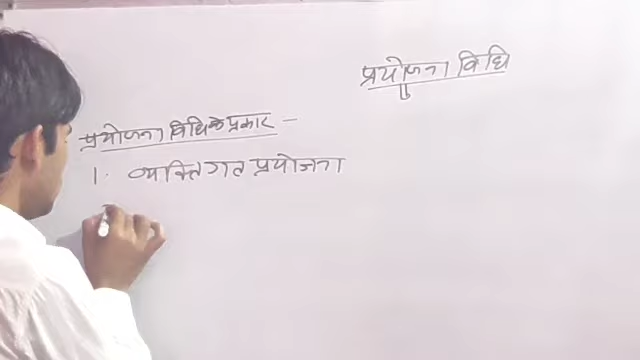 प्रयोजना विधि
प्रयोजना विधि के प्रकार -
1. व्यक्तिगत प्रयोजना